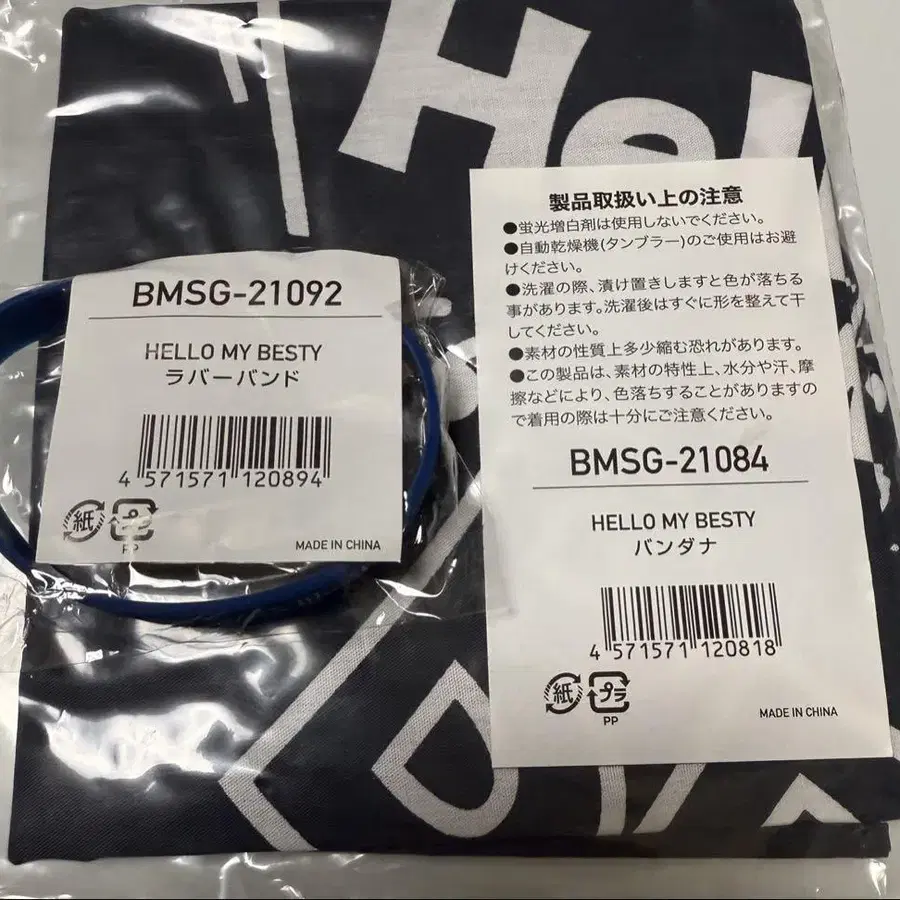 Hel
BMSG-21092
HELLO MY BESTY
ラバーバンド
4 571571 120894
紙
プラ
PP
MADE IN CHINA
製品取扱い上の注意
●蛍光増白剤は使用しないでください。
●自動乾燥機(タンブラー)のご使用はお避
けください。
●洗濯の際、漬け置きしますと色が落ちる
事があります。洗濯後はすぐに形を整えて干
してください。
●素材の性質上多少縮む恐れがあります。
●この製品は、素材の特性上、水分や汗、摩
擦などにより、色落ちすることがありますの
で着用の際は十分にご注意ください。
BMSG-21084
HELLO MY BESTY
バンダナ
4 571571 120818
紙
プラ
PP
MADE IN CHINA